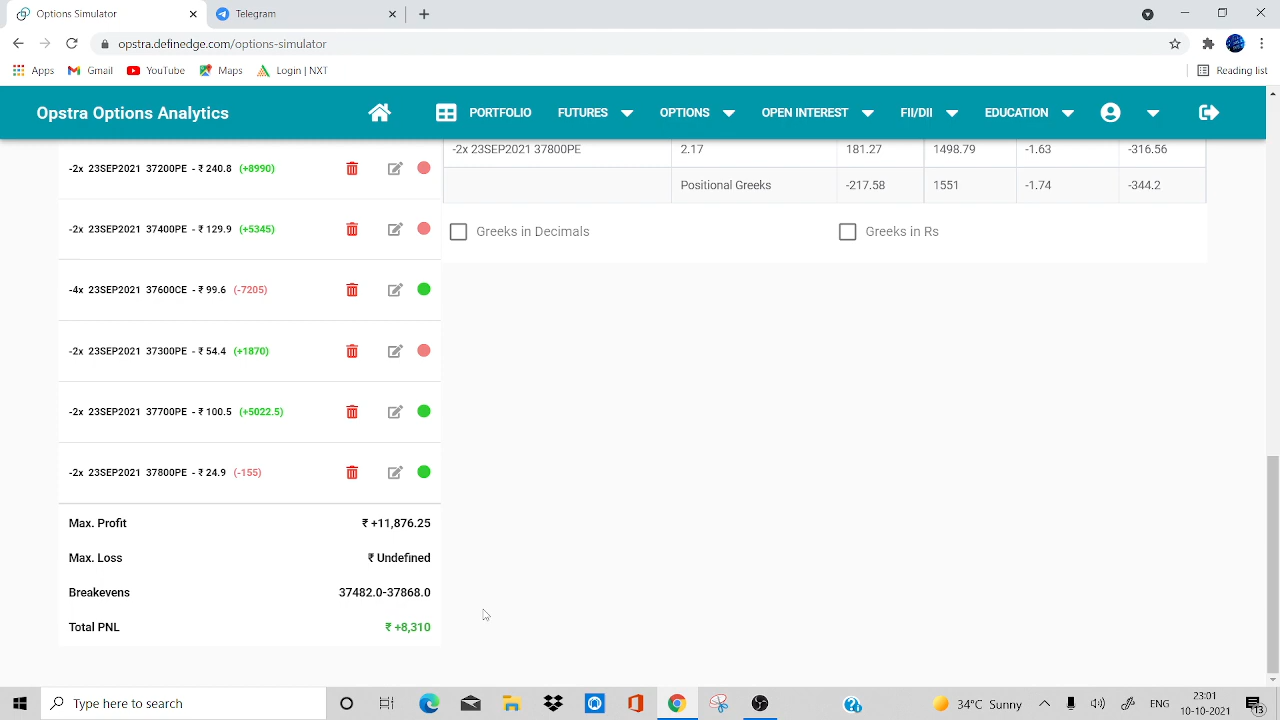 Options Simulator
Telegram
opstra.definedge.com/options-simulator
Apps Gmail YouTube Maps Login | NXT Reading list
Opstra Options Analytics PORTFOLIO FUTURES OPTIONS OPEN INTEREST FII/DII EDUCATION
-2x 23SEP2021 37800PE 2.17 181.27 1498.79 -1.63 -316.56
Positional Greeks -217.58 1551 -1.74 -344.2
Greeks in Decimals Greeks in Rs
-2x 23SEP2021 37200PE - ₹ 240.8 (+8990)
-2x 23SEP2021 37400PE - ₹ 129.9 (+5345)
-4x 23SEP2021 37600CE - ₹ 99.6 (-7205)
-2x 23SEP2021 37300PE - ₹ 54.4 (+1870)
-2x 23SEP2021 37700PE - ₹ 100.5 (+5022.5)
-2x 23SEP2021 37800PE - ₹ 24.9 (-155)
Max. Profit ₹ +11,876.25
Max. Loss ₹ Undefined
Breakevens 37482.0-37868.0
Total PNL ₹ +8,310
Type here to search
34°C Sunny
ENG
23:01
10-10-2021
13